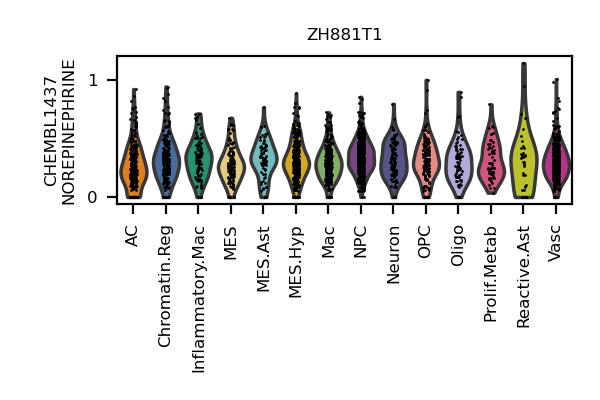 ZH881T1
CHEMBL1437
NOREPINEPHRINE
1
0
AC
Chromatin.Reg
Inflammatory.Mac
MES
MES.Ast
MES.Hyp
Mac
NPC
Neuron
OPC
Oligo
Prolif.Metab
Reactive.Ast
Vasc